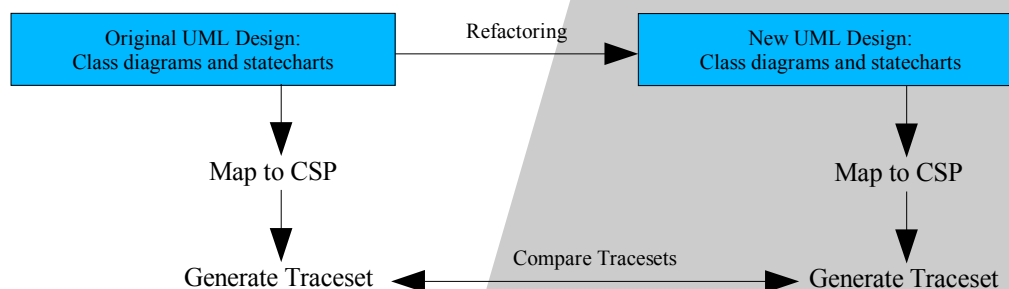 Original UML Design:
Class diagrams and statecharts
Refactoring
New UML Design:
Class diagrams and statecharts
Map to CSP
Map to CSP
Generate Traceset
Compare Tracesets
Generate Traceset